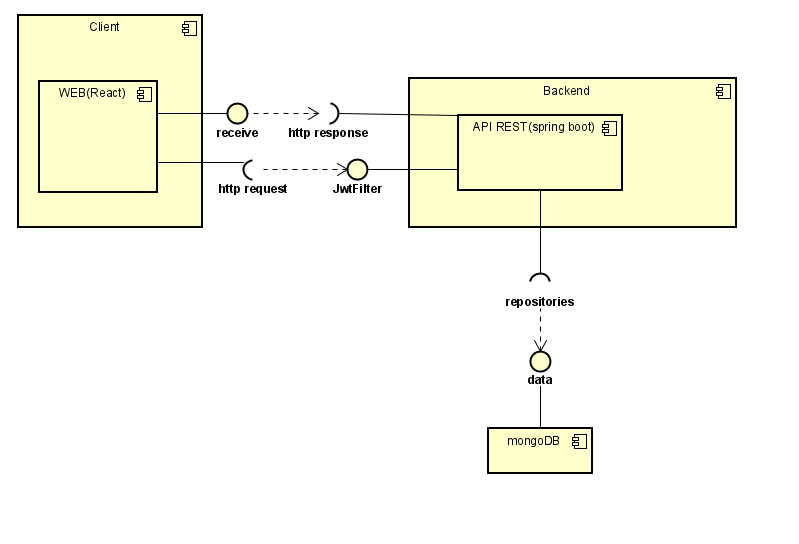 Client
WEB(React)
receive
http response
http request
JwtFilter
Backend
API REST(spring boot)
repositories
data
mongoDB